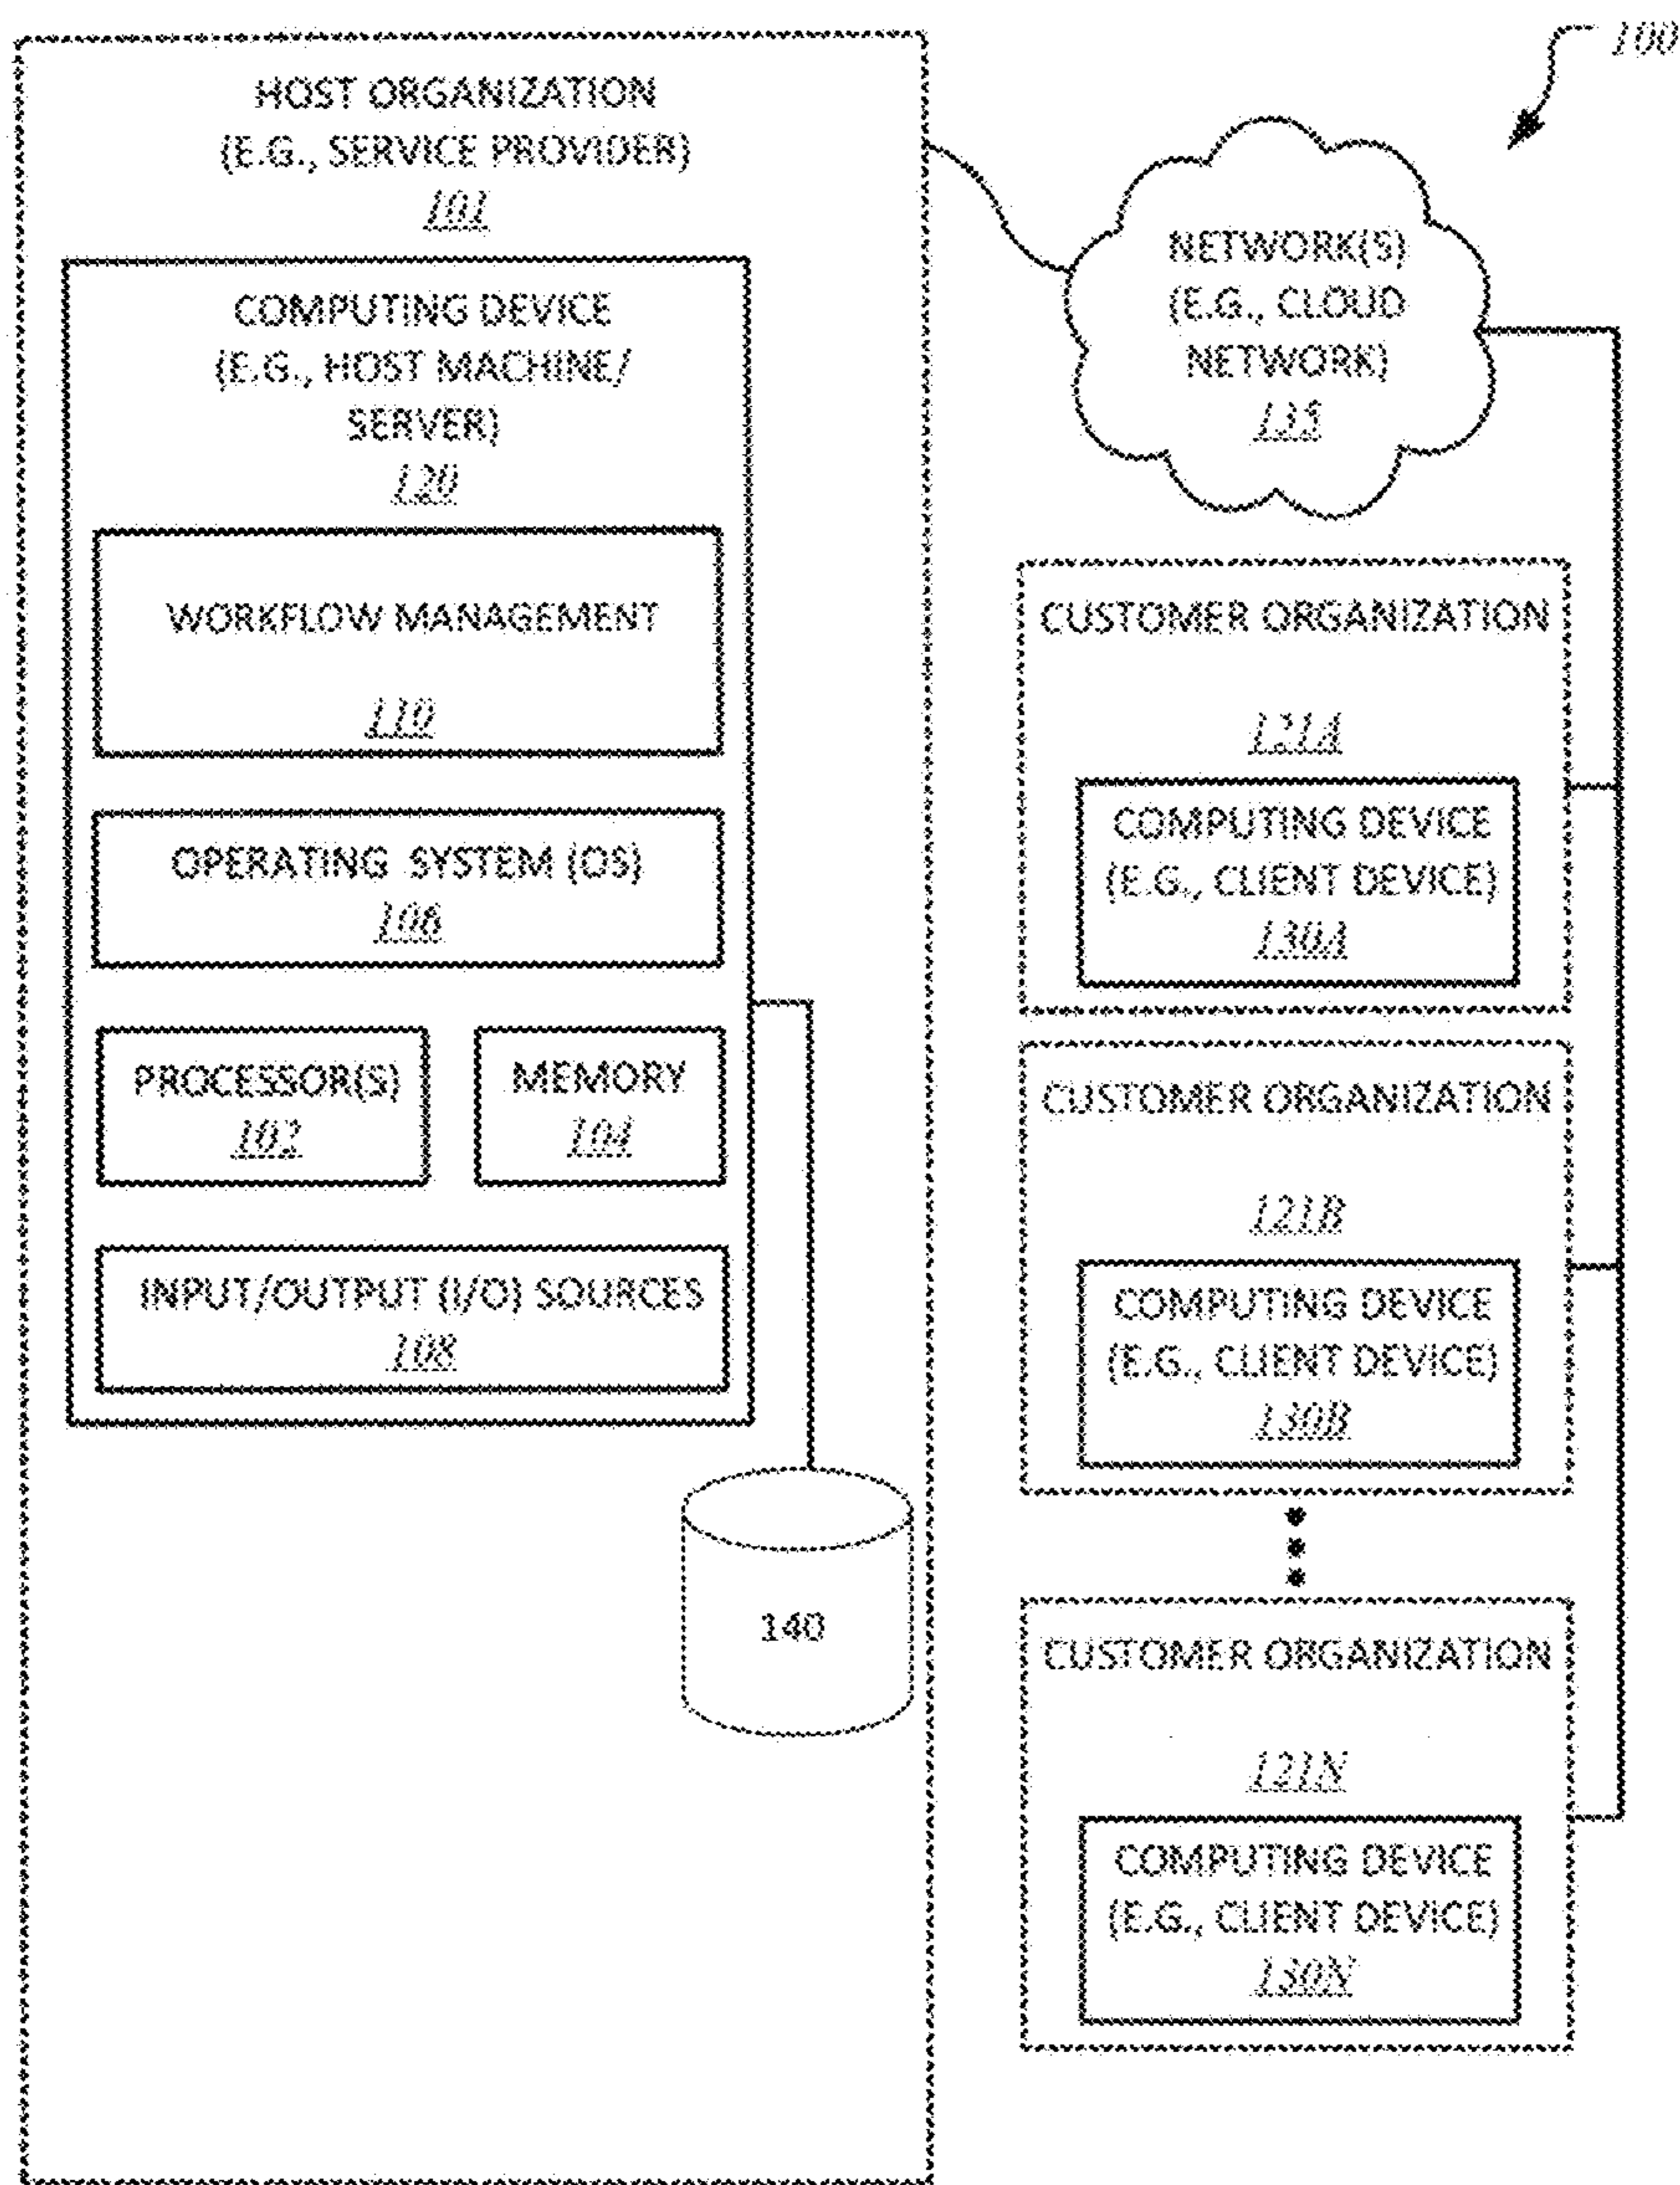 100
HOST ORGANIZATION
(E.G., SERVICE PROVIDER)
101
COMPUTING DEVICE
(E.G., HOST MACHINE/
SERVER)
120
WORKFLOW MANAGEMENT
110
OPERATING SYSTEM (OS)
106
PROCESSOR(S)
102
MEMORY
104
INPUT/OUTPUT (I/O) SOURCES
108
140
NETWORK(S)
(E.G., CLOUD
NETWORK)
135
CUSTOMER ORGANIZATION
121A
COMPUTING DEVICE
(E.G., CLIENT DEVICE)
130A
CUSTOMER ORGANIZATION
121B
COMPUTING DEVICE
(E.G., CLIENT DEVICE)
130B
CUSTOMER ORGANIZATION
121N
COMPUTING DEVICE
(E.G., CLIENT DEVICE)
130N